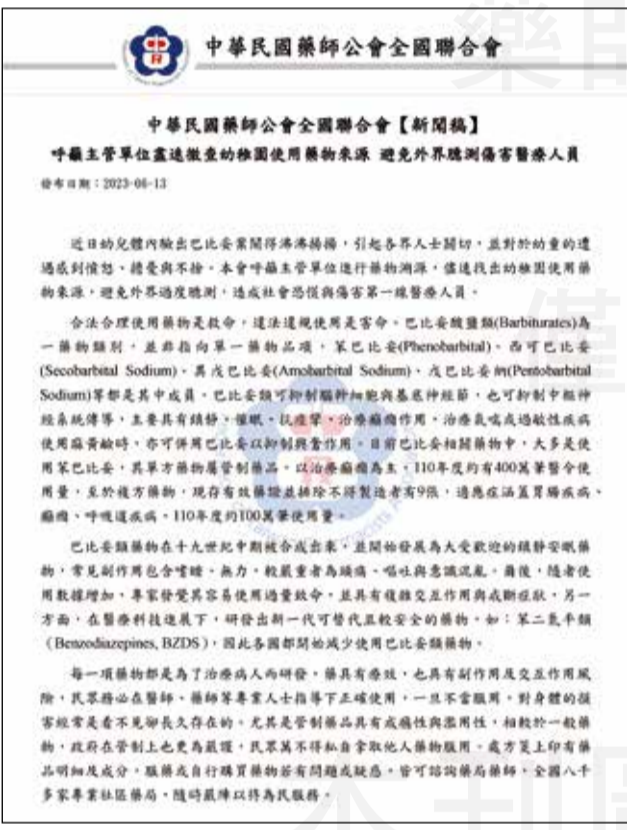 中華民國藥師公會全國聯合會
中華民國藥師公會全國聯合會【新聞稿】
呼籲主管單位盡速徹查幼稚園使用藥物來源 避免外界臆測傷害醫療人員
發布日期：2023-06-13
近日幼兒體內驗出巴比妥案鬧得沸沸揚揚，引起各界人士關切，並對於幼童的遭
遇感到憤怒、擔憂與不捨。本會呼籲主管單位進行藥物溯源，儘速找出幼稚園使用藥
物來源，避免外界過度臆測，造成社會恐慌與傷害第一線醫療人員。
合法合理使用藥物是救命，違法違規使用是害命。巴比妥酸鹽類(Barbiturates)為
一藥物類別，並非指向單一藥物品項，苯巴比妥(Phenobarbital)、西可巴比妥
(Secobarbital Sodium)、異戊巴比妥(Amobarbital Sodium)、戊巴比妥鈉(Pentobarbital
Sodium)等都是其中成員。巴比妥類可抑制腦幹細胞與基底神經節，也可抑制中樞神
經系統傳導，主要具有鎮靜、催眠、抗痙攣、治療癲癇作用，治療氣喘或過敏性疾病
使用麻黃鹼時，亦可併用巴比妥以抑制興奮作用。目前巴比妥相關藥物中，大多是使
用苯巴比妥，其單方藥物屬管制藥品，以治療癲癇為主，110年度約有400萬筆醫令使
用量，至於複方藥物，現存有效藥證並排除不得製造者有9張，適應症涵蓋胃腸疾病、
癲癇、呼吸道疾病，110年度約100萬筆使用量。
巴比妥類藥物在十九世紀中期被合成出來，並開始發展為大受歡迎的鎮靜安眠藥
物，常見副作用包含嗜睡、無力，較嚴重者為頭痛、嘔吐與意識混亂。爾後，隨著使
用數據增加，專家發覺其容易使用過量致命，並具有複雜交互作用與戒斷症狀，另一
方面，在醫療科技進展下，研發出新一代可替代且較安全的藥物，如：苯二氮平類
（Benzodiazepines, BZDS），因此各國都開始減少使用巴比妥類藥物。
每一項藥物都是為了治療病人而研發，藥具有療效，也具有副作用及交互作用風
險，民眾務必在醫師、藥師等專業人士指導下正確使用，一旦不當服用，對身體的損
害經常是看不見卻長久存在的。尤其是管制藥品具有成癮性與濫用性，相較於一般藥
物，政府在管制上也更為嚴謹，民眾萬不得私自拿取他人藥物服用。處方箋上印有藥
品明細及成分，服藥或自行購買藥物若有問題或疑惑，皆可諮詢藥局藥師，全國八千
多家專業社區藥局，隨時嚴陣以待為民服務。